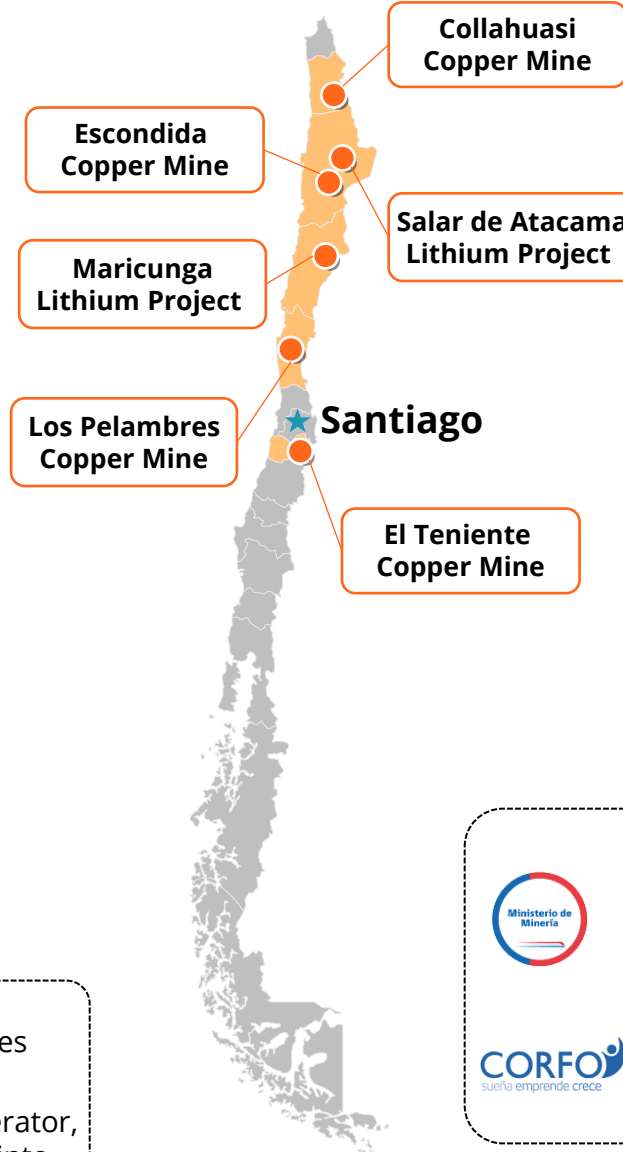 Collahuasi
Copper Mine
Escondida
Copper Mine
Salar de Atacama
Lithium Project
Maricunga
Lithium Project
Los Pelambres
Copper Mine
Santiago
El Teniente
Copper Mine
Ministerio de
Minería
CORFO
sueña emprende crece
es
erator,